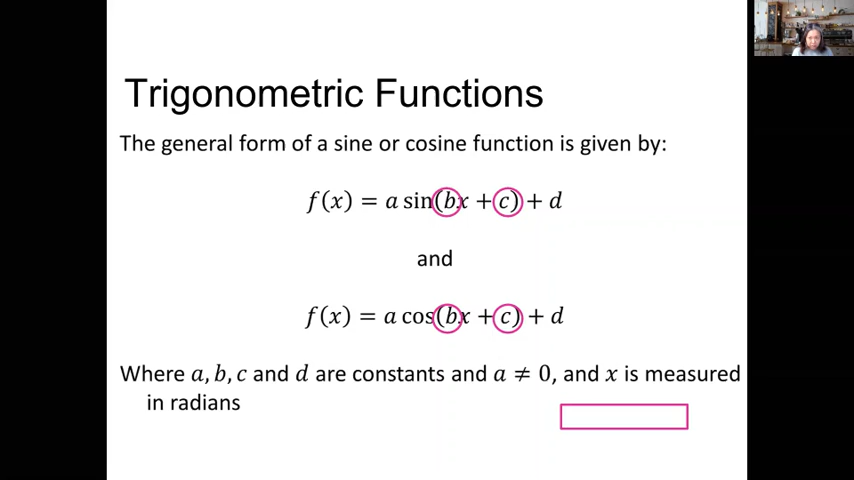 Trigonometric Functions
The general form of a sine or cosine function is given by:
f(x) = a sin(bx + c) + d
and
f(x) = a cos(bx + c) + d
Where a, b, c and d are constants and a ≠ 0, and x is measured
in radians